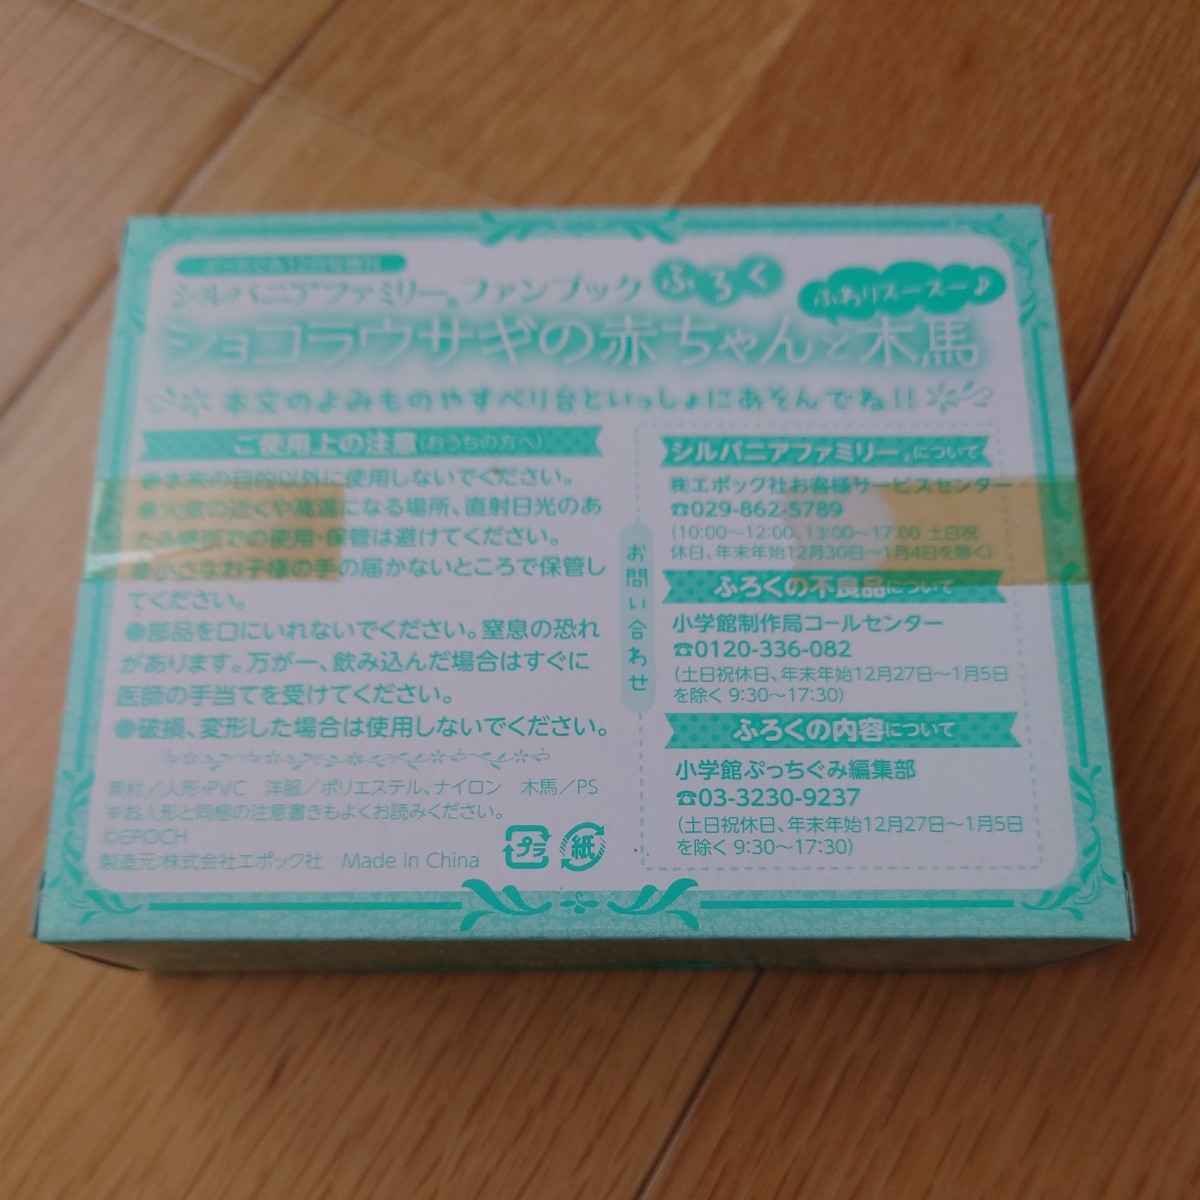 ぷっちぐみ12月号増刊
シルバニアファミリー®ファンブック ふろく
ふわりスースー♪
ショコラウサギの赤ちゃんと木馬
本文のよみものやすべり台といっしょにあそんでね!!
ご使用上の注意(おうちの方へ)
●本来の目的以外に使用しないでください。
●火気の近くや高温になる場所、直射日光のあ
たる場所での使用・保管は避けてください。
●小さなお子様の手の届かないところで保管し
てください。
●部品を口にいれないでください。窒息の恐れ
があります。万が一、飲み込んだ場合はすぐに
医師の手当てを受けてください。
●破損、変形した場合は使用しないでください。
素材/人形・PVC 洋服/ポリエステル、ナイロン 木馬/PS
※お人形と同梱の注意書きもよくお読みください。
©EPOCH
製造元:株式会社エポック社 Made in China
プラ
紙
お問い合わせ
シルバニアファミリー®について
㈱エポック社お客様サービスセンター
☎029-862-5789
(10:00〜12:00、13:00〜17:00 土日祝
休日、年末年始12月30日〜1月4日を除く)
ふろくの不良品について
小学館制作局コールセンター
☎0120-336-082
(土日祝休日、年末年始12月27日〜1月5日
を除く 9:30〜17:30)
ふろくの内容について
小学館ぷっちぐみ編集部
☎03-3230-9237
(土日祝休日、年末年始12月27日〜1月5日
を除く 9:30〜17:30)